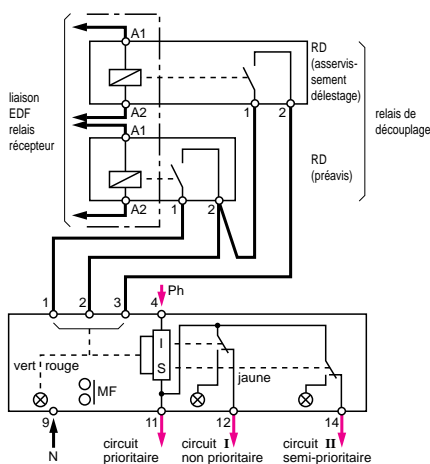 A1
RD
(asservis-
sement
délestage)
A2
1
2
liaison
EDF
relais
récepteur
relais de
découplage
A1
RD
(préavis)
A2
1
2
1
2
3
4
Ph
vert
rouge
I
S
jaune
MF
9
11
12
14
N
circuit
prioritaire
circuit I
non prioritaire
circuit II
semi-prioritaire